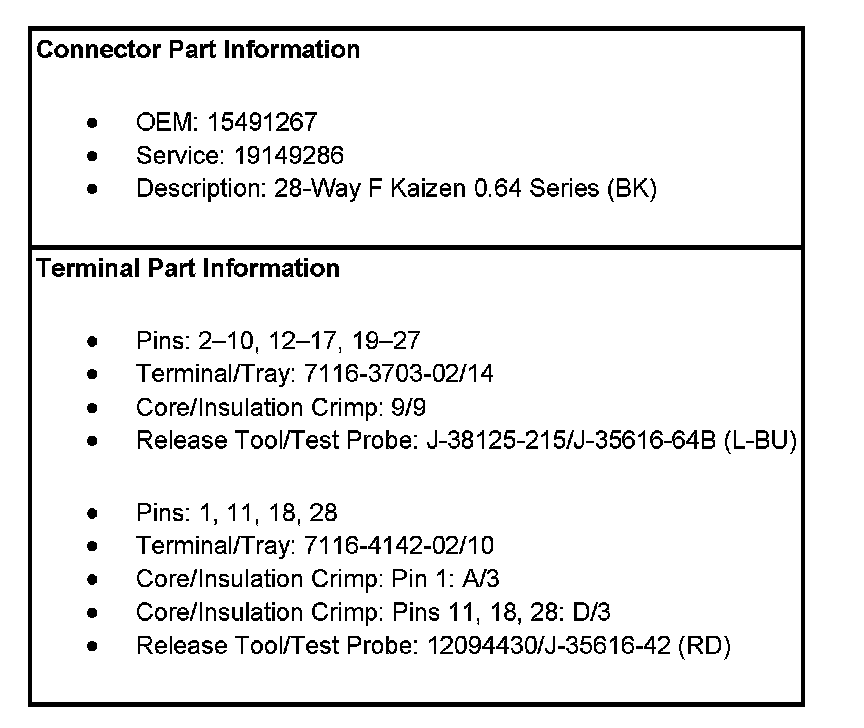 Connector Part Information
• OEM: 15491267
• Service: 19149286
• Description: 28-Way F Kaizen 0.64 Series (BK)
Terminal Part Information
• Pins: 2–10, 12–17, 19–27
• Terminal/Tray: 7116-3703-02/14
• Core/Insulation Crimp: 9/9
• Release Tool/Test Probe: J-38125-215/J-35616-64B (L-BU)
• Pins: 1, 11, 18, 28
• Terminal/Tray: 7116-4142-02/10
• Core/Insulation Crimp: Pin 1: A/3
• Core/Insulation Crimp: Pins 11, 18, 28: D/3
• Release Tool/Test Probe: 12094430/J-35616-42 (RD)